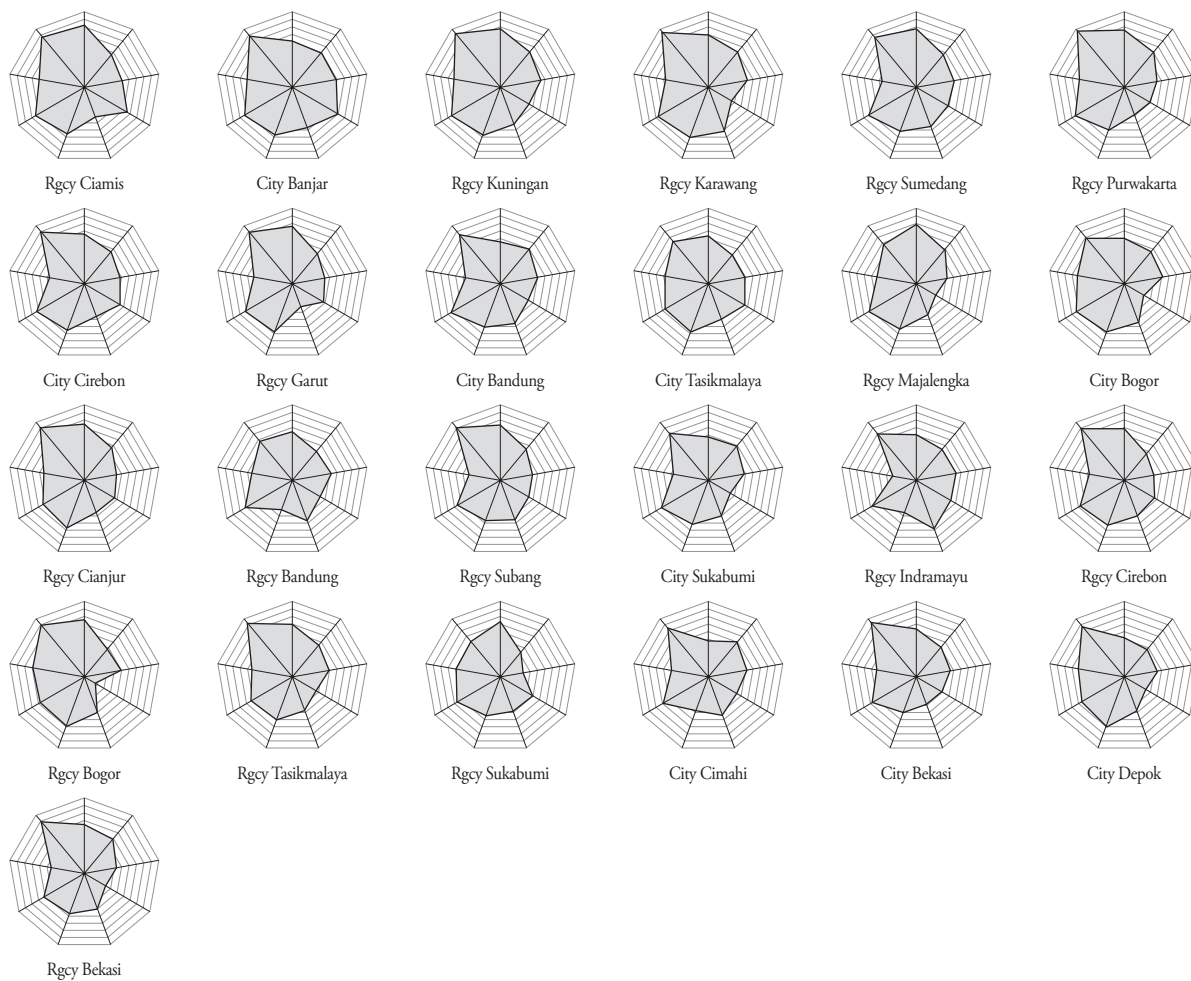 Rgcy Ciamis
City Banjar
Rgcy Kuningan
Rgcy Karawang
Rgcy Sumedang
Rgcy Purwakarta
City Cirebon
Rgcy Garut
City Bandung
City Tasikmalaya
Rgcy Majalengka
City Bogor
Rgcy Cianjur
Rgcy Bandung
Rgcy Subang
City Sukabumi
Rgcy Indramayu
Rgcy Cirebon
Rgcy Bogor
Rgcy Tasikmalaya
Rgcy Sukabumi
City Cimahi
City Bekasi
City Depok
Rgcy Bekasi